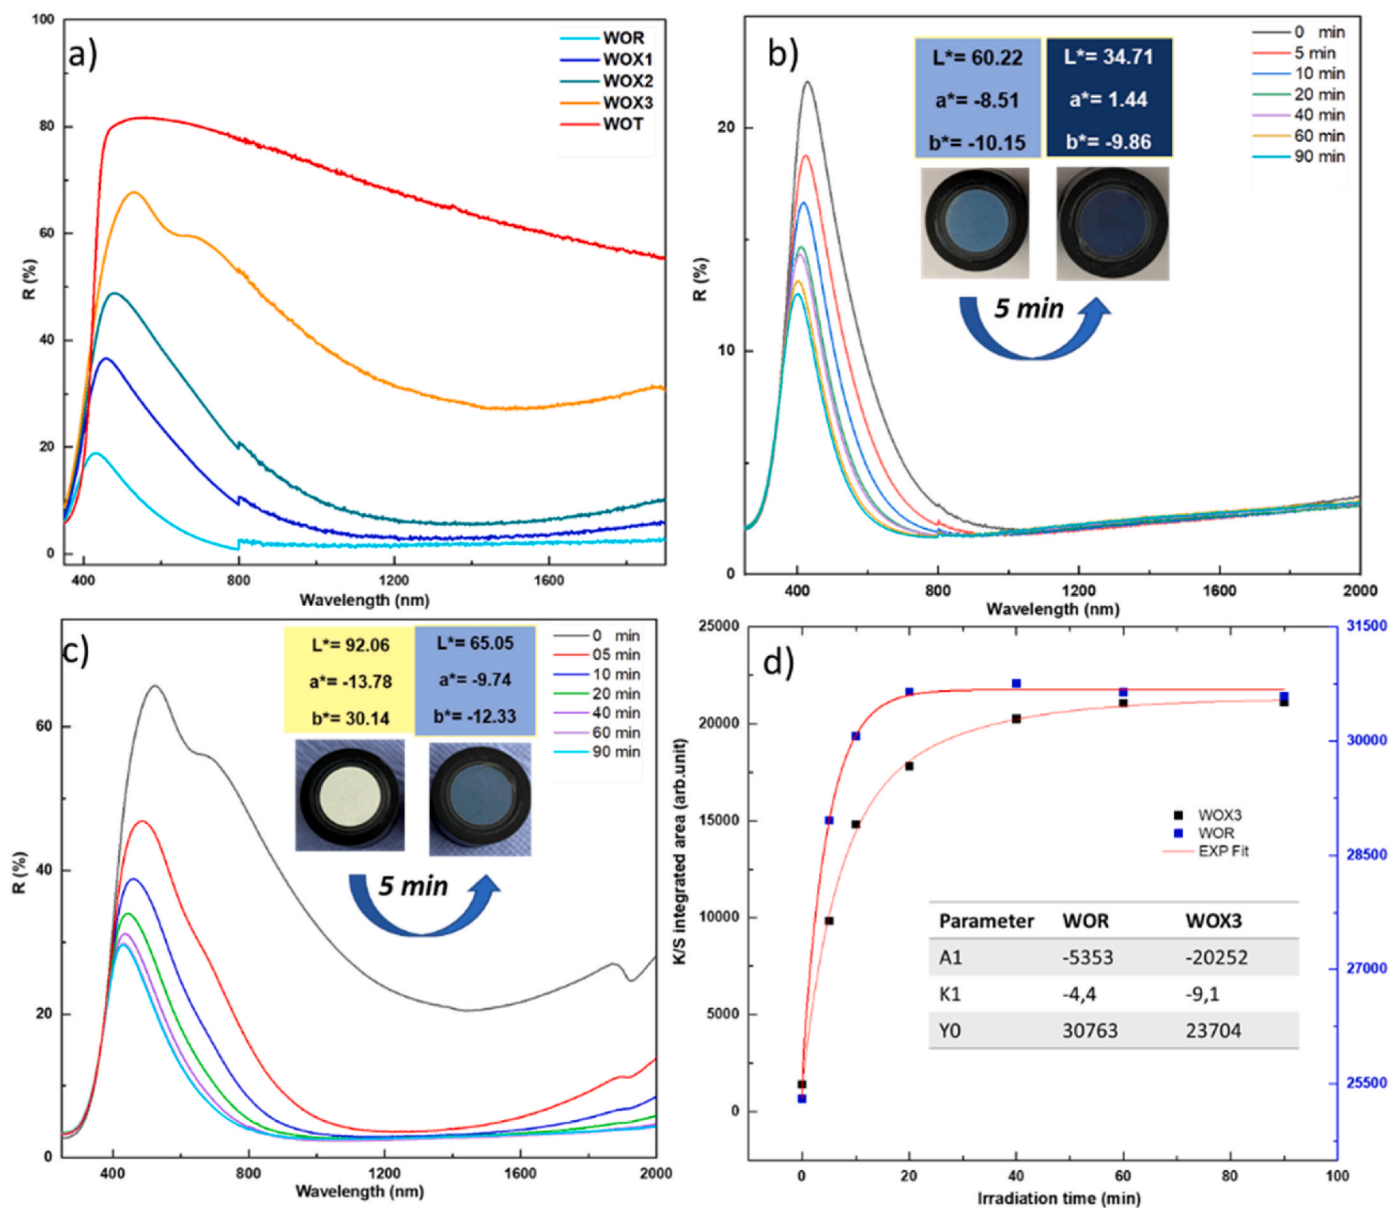 a)
100
80
60
40
20
0
R (%)
400
800
1200
1600
Wavelength (nm)
WOR
WOX1
WOX2
WOX3
WOT
b)
20
10
0
R (%)
400
800
1200
1600
2000
Wavelength (nm)
L*= 60.22
a*= -8.51
b*= -10.15
L*= 34.71
a*= 1.44
b*= -9.86
5 min
0 min
5 min
10 min
20 min
40 min
60 min
90 min
c)
60
40
20
0
R (%)
400
800
1200
1600
2000
Wavelength (nm)
L*= 92.06
a*= -13.78
b*= 30.14
L*= 65.05
a*= -9.74
b*= -12.33
5 min
0 min
05 min
10 min
20 min
40 min
60 min
90 min
d)
25000
20000
15000
10000
5000
0
K/S integrated area (arb.unit)
31500
30000
28500
27000
25500
0
20
40
60
80
100
Irradiation time (min)
WOX3
WOR
EXP Fit
Parameter WOR WOX3
A1 -5353 -20252
K1 -4,4 -9,1
Y0 30763 23704